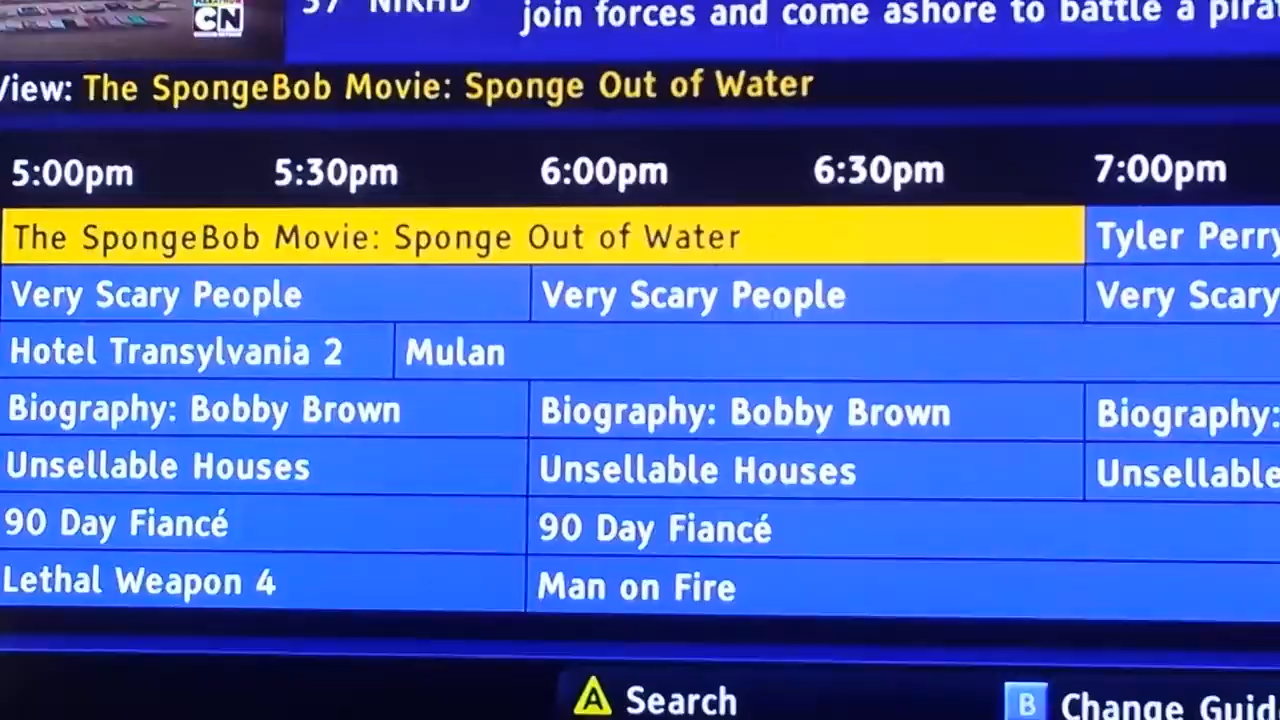 CN
37 NIKHD
join forces and come ashore to battle a
View: The SpongeBob Movie: Sponge Out of Water
5:00pm 5:30pm 6:00pm 6:30pm 7:00pm
The SpongeBob Movie: Sponge Out of Water Tyler Perry
Very Scary People Very Scary People Very Scary
Hotel Transylvania 2 Mulan
Biography: Bobby Brown Biography: Bobby Brown Biography:
Unsellable Houses Unsellable Houses Unsellable
90 Day Fiancé 90 Day Fiancé
Lethal Weapon 4 Man on Fire
A Search B Change Guid